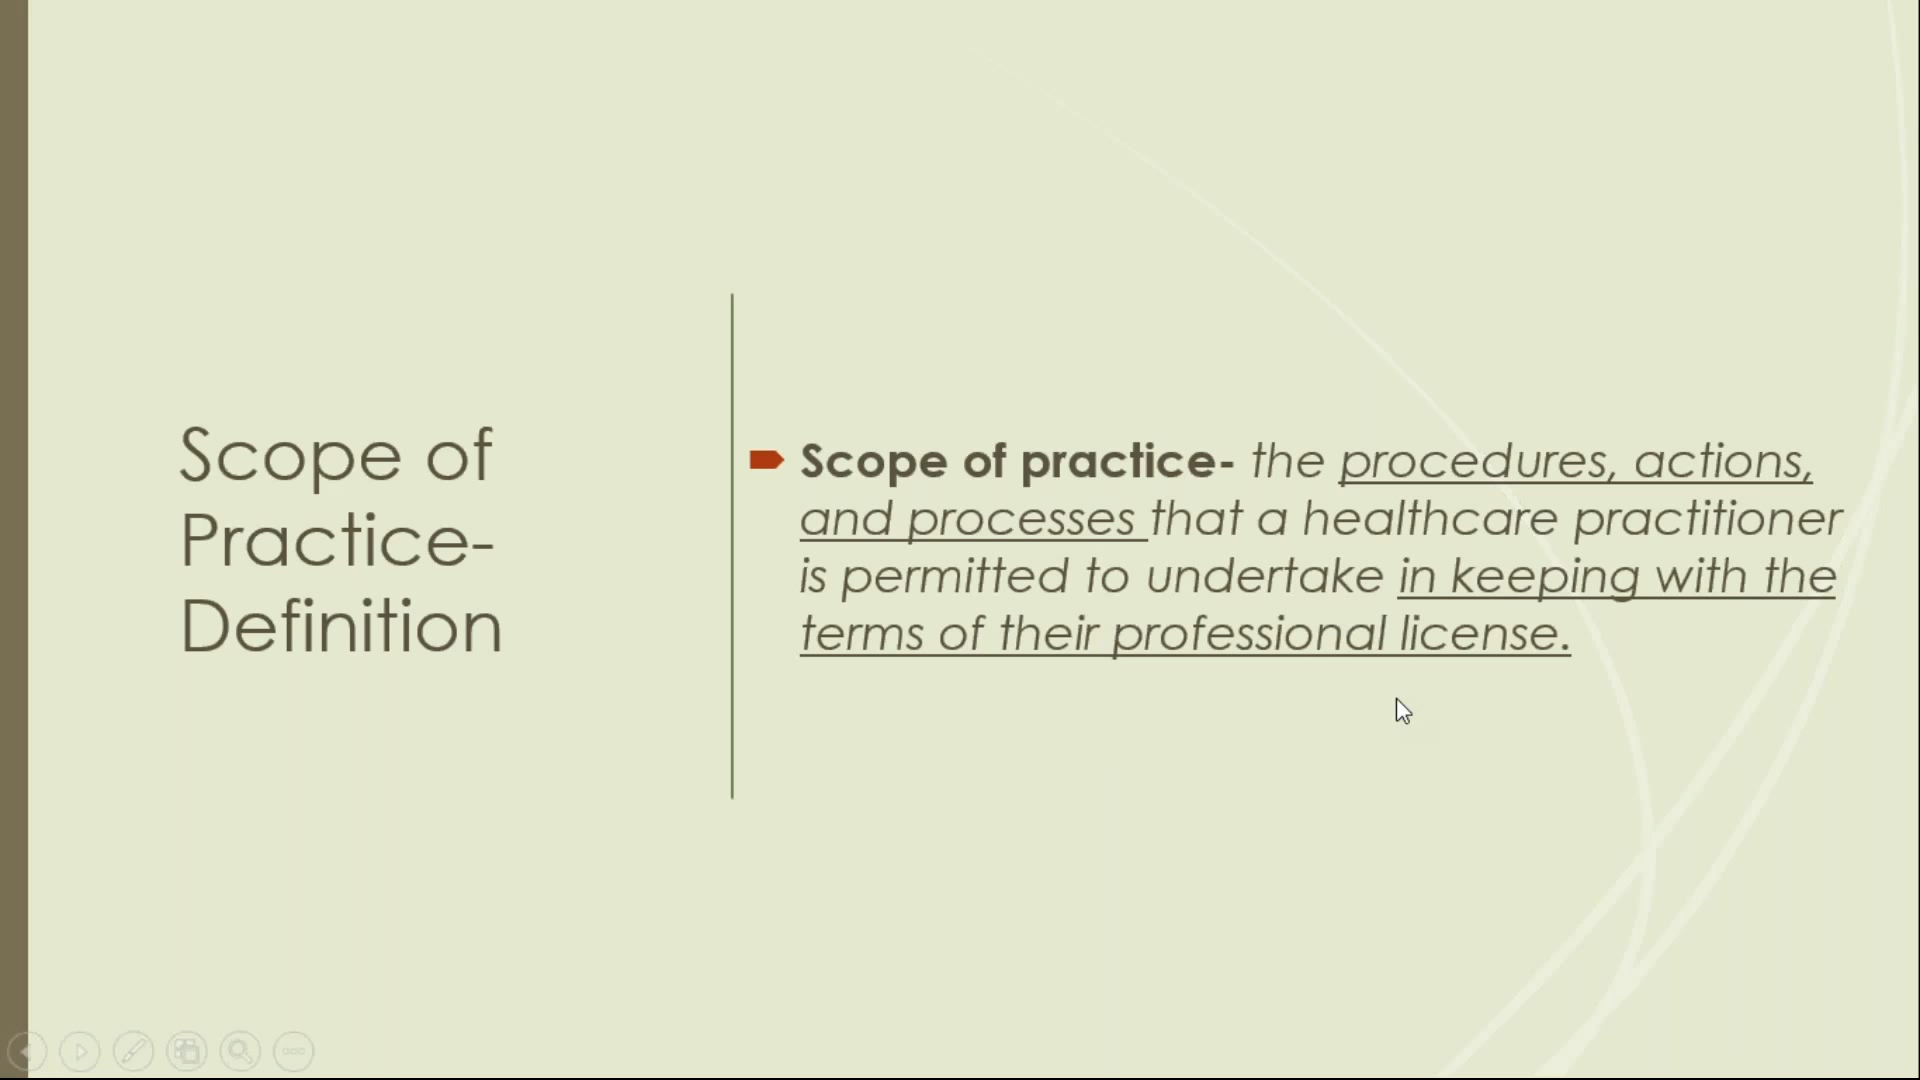 Scope of
Practice-
Definition
Scope of practice- the procedures, actions,
and processes that a healthcare practitioner
is permitted to undertake in keeping with the
terms of their professional license.